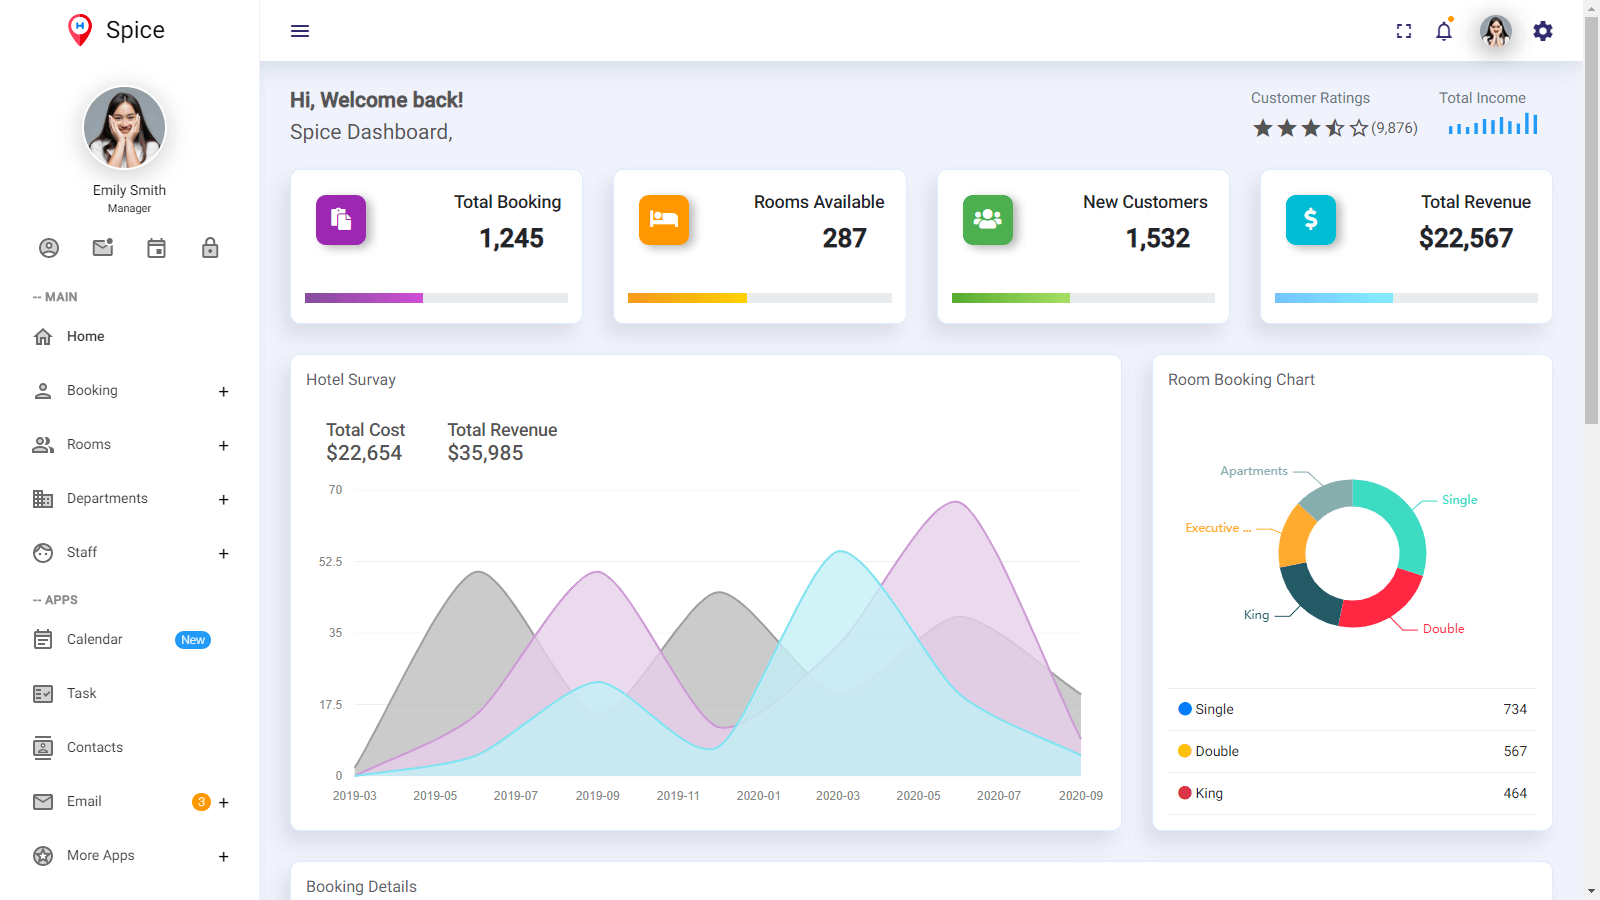 Spice
Emily Smith
Manager
-- MAIN
Home
Booking +
Rooms +
Departments +
Staff +
-- APPS
Calendar New
Task
Contacts
Email 3 +
More Apps +
Hi, Welcome back!
Spice Dashboard,
Customer Ratings
(9,876)
Total Income
Total Booking
1,245
Rooms Available
287
New Customers
1,532
Total Revenue
$22,567
Hotel Survay
Total Cost
$22,654
Total Revenue
$35,985
70
52.5
35
17.5
0
2019-03 2019-05 2019-07 2019-09 2019-11 2020-01 2020-03 2020-05 2020-07 2020-09
Room Booking Chart
Apartments
Single
Executive ...
King
Double
Single 734
Double 567
King 464
Booking Details